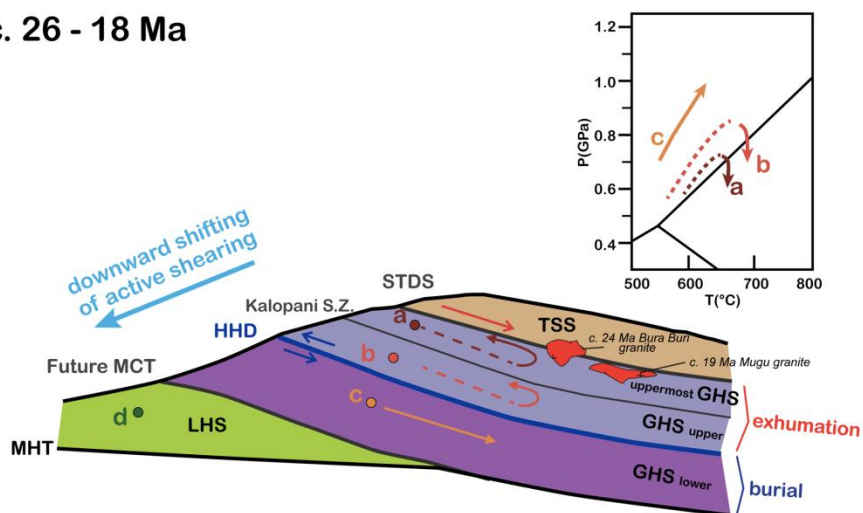 c. 26 - 18 Ma
1.2
1.0
0.8
0.6
0.4
P(GPa)
500
600
700
800
T(°C)
c
b
a
downward shifting
of active shearing
STDS
Kalopani S.Z.
HHD
Future MCT
MHT
a
b
c
d
TSS
c. 24 Ma Bura Buri
granite
c. 19 Ma Mugu granite
uppermost GHS
GHS upper
GHS lower
LHS
exhumation
burial